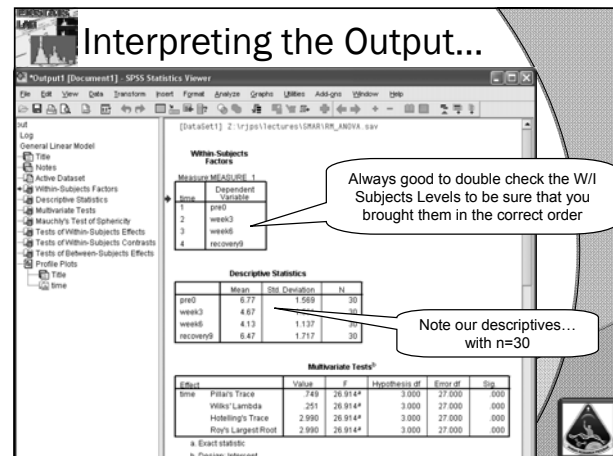 EKSTATS
LAB
Interpreting the Output...
*Output1 [Document1] - SPSS Statistics Viewer
File Edit View Data Transform Insert Format Analyze Graphs Utilities Add-ons Window Help
out
Log
General Linear Model
Title
Notes
Active Dataset
Within-Subjects Factors
Descriptive Statistics
Multivariate Tests
Mauchly's Test of Sphericity
Tests of Within-Subjects Effects
Tests of Within-Subjects Contrasts
Tests of Between-Subjects Effects
Profile Plots
Title
time
[DataSet1] Z:\rjps\lectures\SMAR\RM_ANOVA.sav
Within-Subjects
Factors
Measure:MEASURE_1
time Dependent Variable
1 pre0
2 week3
3 week6
4 recovery9
Always good to double check the W/I
Subjects Levels to be sure that you
brought them in the correct order
Descriptive Statistics
Mean Std. Deviation N
pre0 6.77 1.569 30
week3 4.67 30
week6 4.13 1.137 30
recovery9 6.47 1.717 30
Note our descriptives…
with n=30
Multivariate Tests^b
Effect Value F Hypothesis df Error df Sig.
time Pillai's Trace .749 26.914^a 3.000 27.000 .000
Wilks' Lambda .251 26.914^a 3.000 27.000 .000
Hotelling's Trace 2.990 26.914^a 3.000 27.000 .000
Roy's Largest Root 2.990 26.914^a 3.000 27.000 .000
a. Exact statistic
b. Design: Intercept